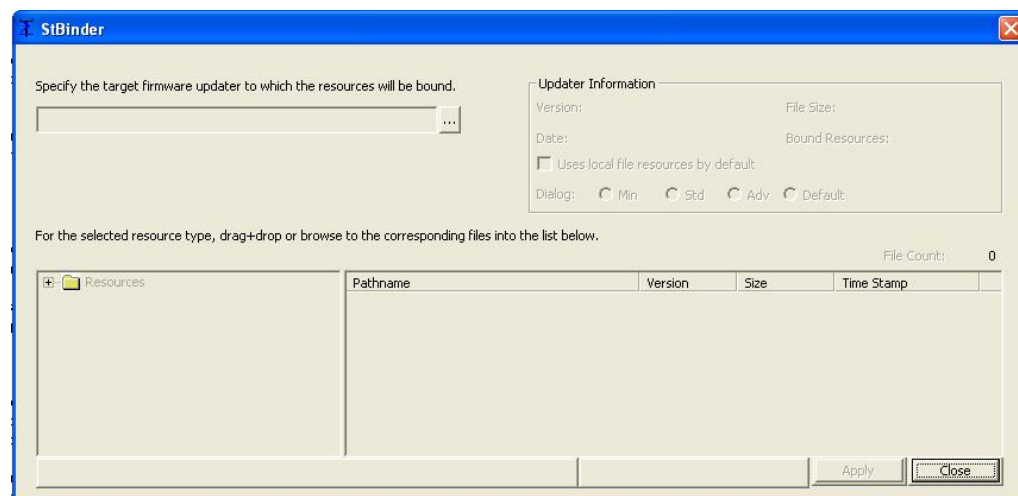 StBinder
Specify the target firmware updater to which the resources will be bound.
...
Updater Information
Version:
File Size:
Date:
Bound Resources:
Uses local file resources by default
Dialog: Min Std Adv Default
For the selected resource type, drag+drop or browse to the corresponding files into the list below.
File Count: 0
Resources
Pathname Version Size Time Stamp
Apply Close